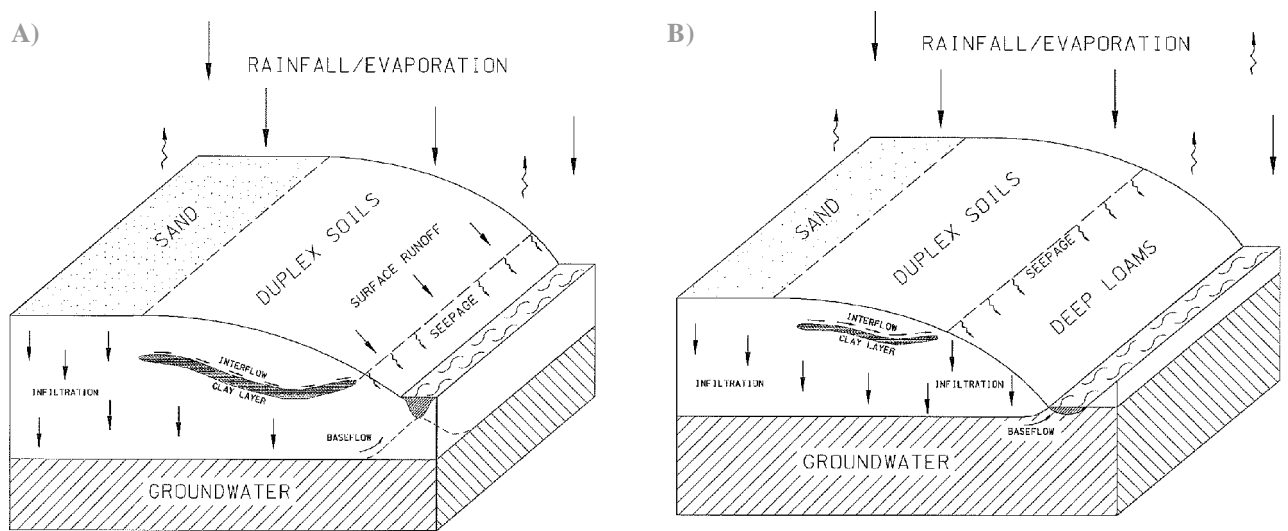 A)
RAINFALL/EVAPORATION
SAND
DUPLEX SOILS
SURFACE RUNOFF
SEEPAGE
INTERFLOW
CLAY LAYER
INFILTRATION
BASEFLOW
GROUNDWATER
B)
RAINFALL/EVAPORATION
SAND
DUPLEX SOILS
SEEPAGE
DEEP LOAMS
INTERFLOW
CLAY LAYER
INFILTRATION
INFILTRATION
BASEFLOW
GROUNDWATER